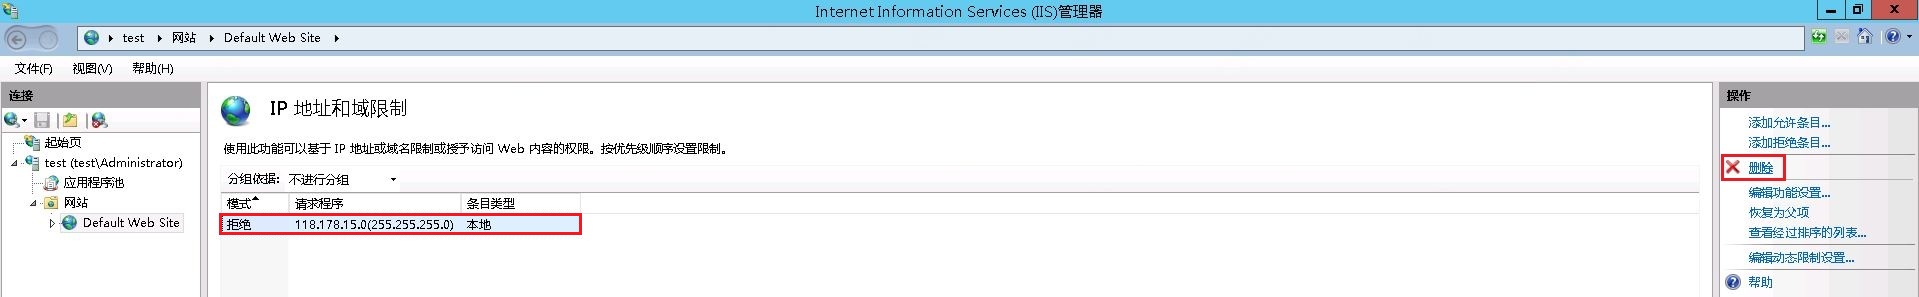 Internet Information Services (IIS)管理器
test 网站 Default Web Site
文件(F) 视图(V) 帮助(H)
连接
起始页
test (test\Administrator)
应用程序池
网站
Default Web Site
IP 地址和域限制
使用此功能可以基于 IP 地址或域名限制或授予访问 Web 内容的权限。按优先级顺序设置限制。
分组依据: 不进行分组
模式 请求程序 条目类型
拒绝 118.178.15.0(255.255.255.0) 本地
操作
添加允许条目...
添加拒绝条目...
删除
编辑功能设置...
恢复为父项
查看经过排序的列表...
编辑动态限制设置...
帮助